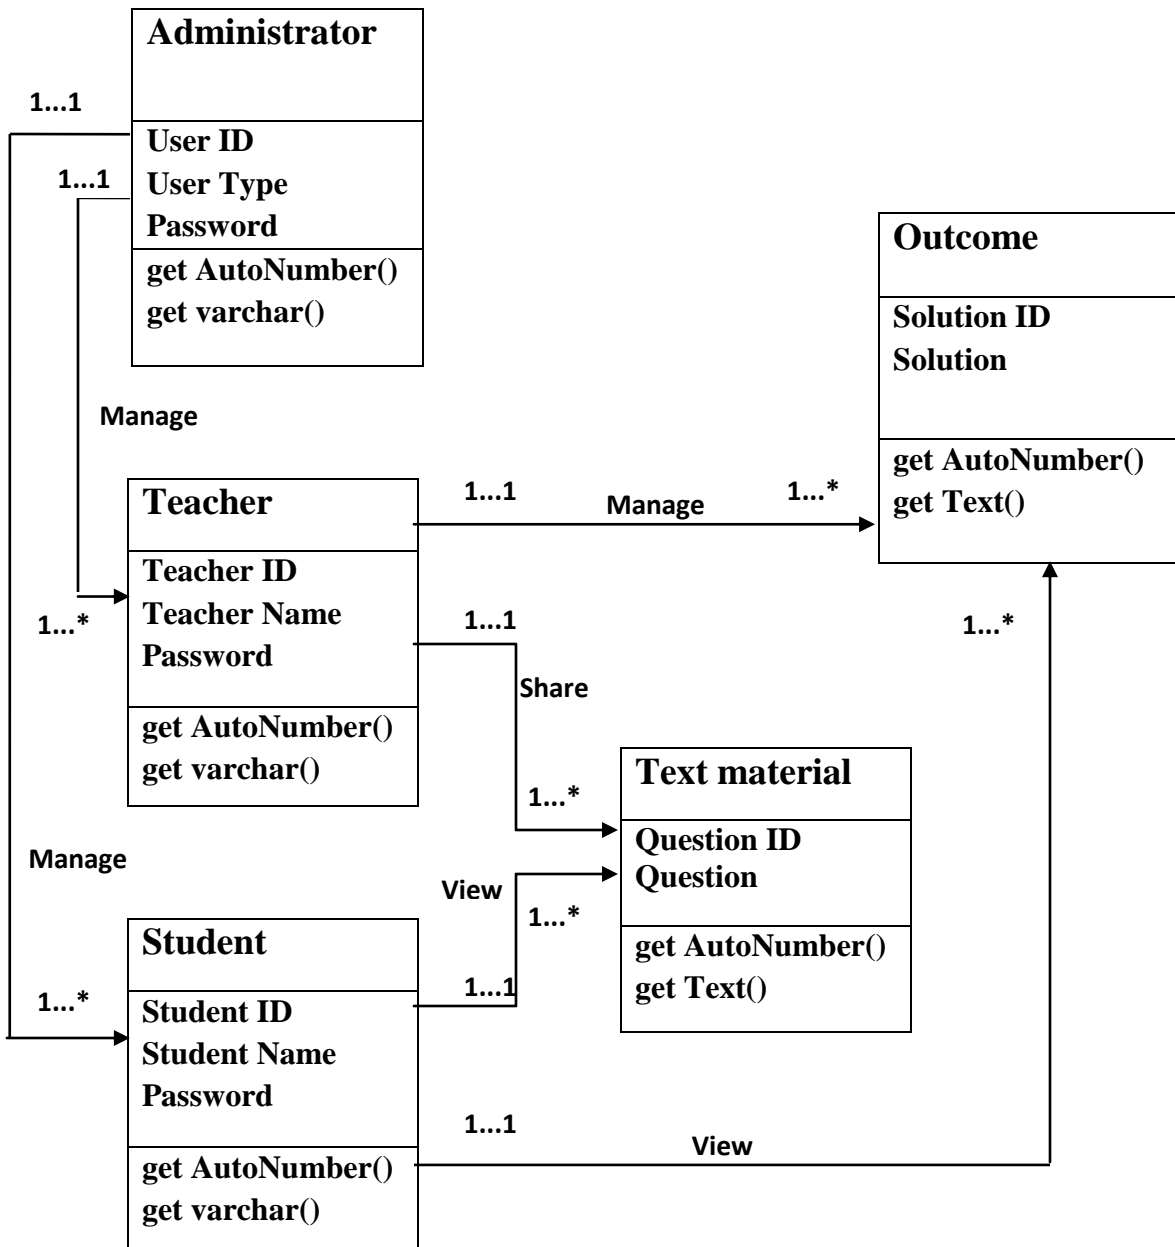 Administrator
1...1
User ID
1...1
User Type
Password
get AutoNumber()
get varchar()
Manage
Outcome
Solution ID
Solution
get AutoNumber()
get Text()
Teacher
1...1
Manage
1...*
Teacher ID
Teacher Name
Password
1...*
1...1
1...*
Share
get AutoNumber()
get varchar()
Text material
1...*
Question ID
Question
Manage
View
1...*
get AutoNumber()
get Text()
Student
1...*
1...1
Student ID
Student Name
Password
1...1
View
get AutoNumber()
get varchar()